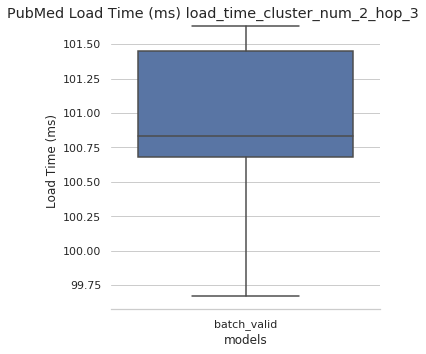 PubMed Load Time (ms) load_time_cluster_num_2_hop_3
101.50
101.25
101.00
100.75
100.50
100.25
100.00
99.75
Load Time (ms)
batch_valid
models